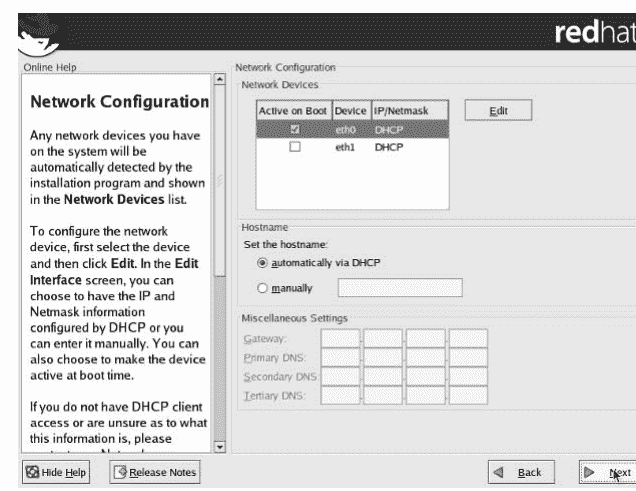 redhat
Online Help
Network Configuration
Any network devices you have
on the system will be
automatically detected by the
installation program and shown
in the Network Devices list.
To configure the network
device, first select the device
and then click Edit. In the Edit
Interface screen, you can
choose to have the IP and
Netmask information
configured by DHCP or you
can enter it manually. You can
also choose to make the device
active at boot time.
If you do not have DHCP client
access or are unsure as to what
this information is, please
Network Configuration
Network Devices
Active on Boot Device IP/Netmask
eth0 DHCP
eth1 DHCP
Edit
Hostname
Set the hostname:
automatically via DHCP
manually
Miscellaneous Settings
Gateway:
Primary DNS:
Secondary DNS:
Tertiary DNS:
Hide Help
Release Notes
Back
Next